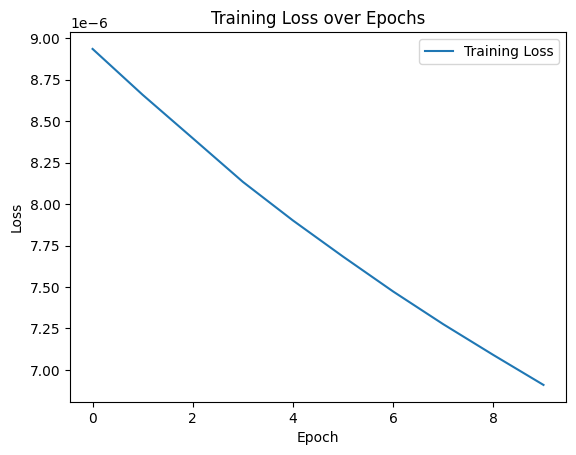 Training Loss over Epochs
1e−6
Training Loss
9.00
8.75
8.50
8.25
8.00
7.75
7.50
7.25
7.00
Loss
0 2 4 6 8
Epoch